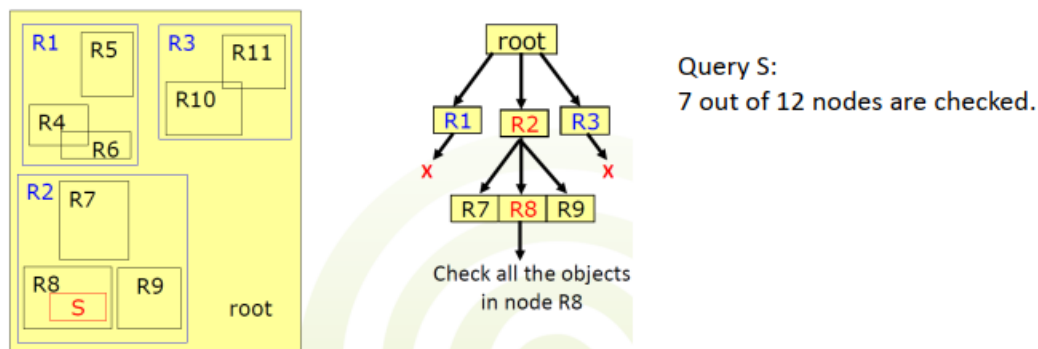 R1
R5
R3
R11
R4
R10
R6
R2
R7
R8
S
R9
root
root
R1
R2
R3
x
x
R7
R8
R9
Check all the objects
in node R8
Query S:
7 out of 12 nodes are checked.